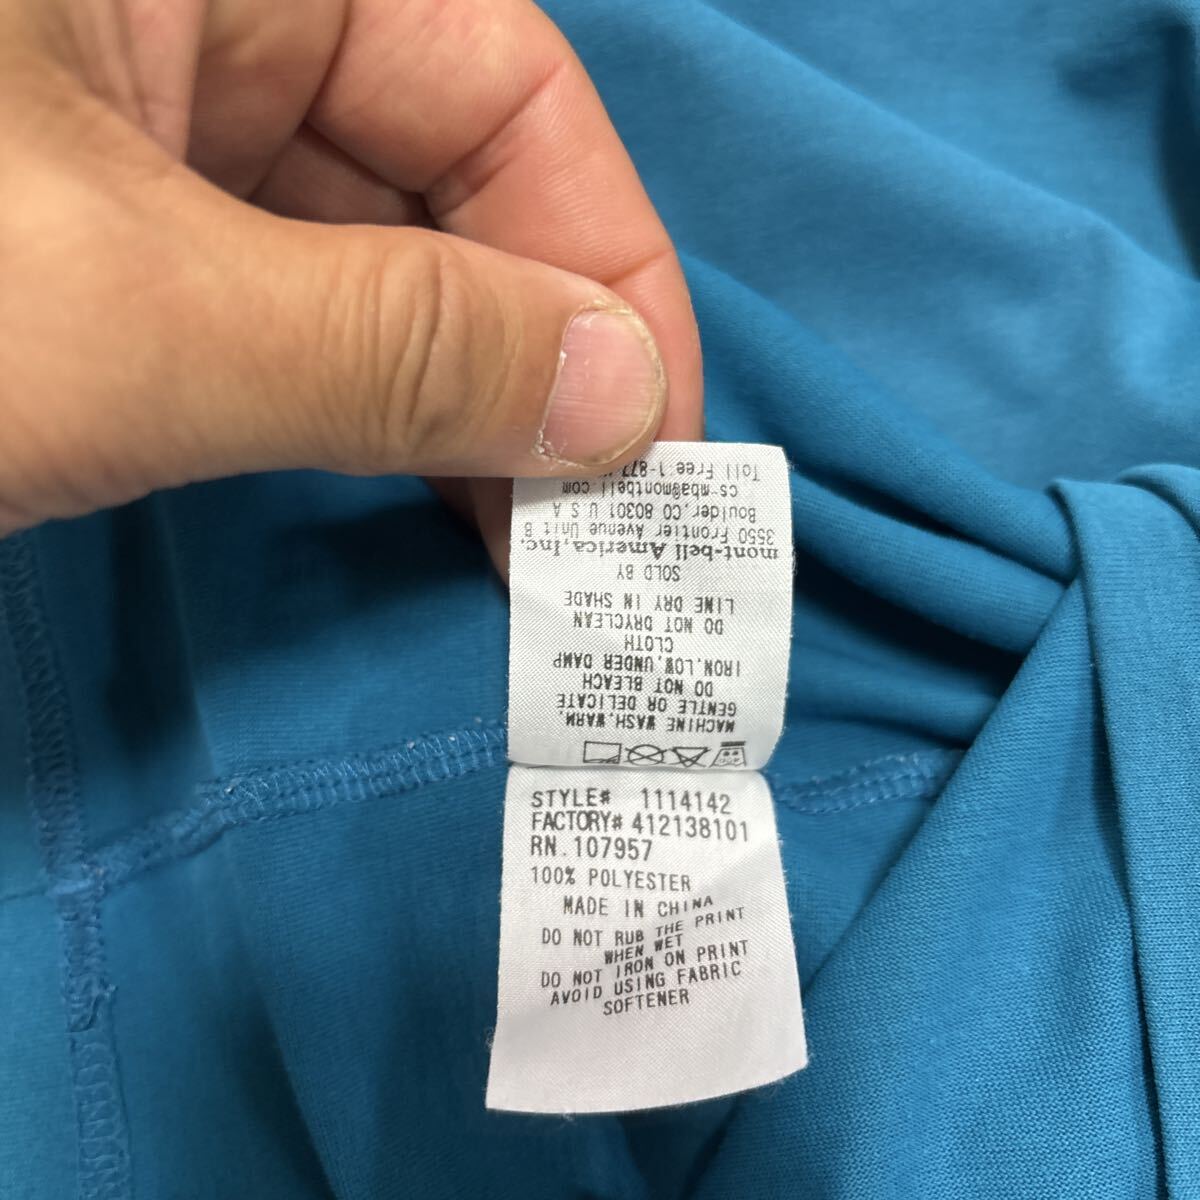 MACHINE WASH,WARM,
GENTLE OR DELICATE
DO NOT BLEACH
IRON,LOW,UNDER DAMP
CLOTH
DO NOT DRYCLEAN
LINE DRY IN SHADE
SOLD BY
mont-bell America,Inc.
3550 Frontier Avenue Unit B
Boulder,CO 80301 U S A
cs-mba@montbell.com
Toll Free:1-877
STYLE# 1114142
FACTORY# 412138101
RN.107957
100% POLYESTER
MADE IN CHINA
DO NOT RUB THE PRINT
WHEN WET
DO NOT IRON ON PRINT
AVOID USING FABRIC
SOFTENER